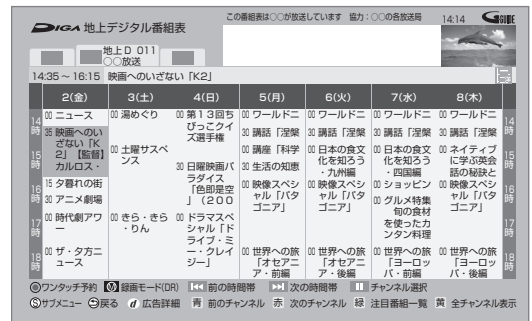 この番組表は○○が放送しています 協力:○○の各放送局
14:14
GGUIDE
DIGA 地上デジタル番組表
地上D 011
○○放送
14:35～16:15 映画へのいざない「K2」
2(金) 3(土) 4(日) 5(月) 6(火) 7(水) 8(木)
14時
15時
16時
17時
18時
00 ニュース
35 映画へのい
ざない「K
2」【監督】
カルロス・
15 夕暮れの街
30 アニメ劇場
00 時代劇アワ
ー
00 ザ・夕方ニ
ュース
00 湯めぐり
00 土曜サスペ
ンス
00 きら・きら
・りん
00 第13回ち
びっこクイ
ズ選手権
30 日曜映画パ
ラダイス
「色即是空
」(200
00 ドラマスペ
シャル「ド
ライブ・ミ
ー・クレイ
ジー」
00 ワールドニ
30 講話「涅槃
00 講座「科学
30 生活の知恵
00 映像スペシ
ャル「パタ
ゴニア」
00 世界への旅
「オセアニ
ア・前編
00 ワールドニ
30 講話「涅槃
00 日本の食文
化を知ろう
・九州編
00 映像スペシ
ャル「パタ
ゴニア」
00 世界への旅
「オセアニ
ア・後編
00 ワールドニ
30 講話「涅槃
00 日本の食文
化を知ろう
・四国編
00 ショッピン
00 グルメ特集
旬の食材
を使ったカ
ンタン料理
00 世界への旅
「ヨーロッ
パ・前編
00 ワールドニ
30 講話「涅槃
00 ネイティブ
に学ぶ英会
話の秘訣と
00 映像スペシ
ャル「パタ
ゴニア」
00 世界への旅
「ヨーロッ
パ・後編
ワンタッチ予約 録画モード(DR) 前の時間帯 次の時間帯 チャンネル選択
Ⓢサブメニュー 戻る d 広告詳細 青 前のチャンネル 赤 次のチャンネル 緑 注目番組一覧 黄 全チャンネル表示